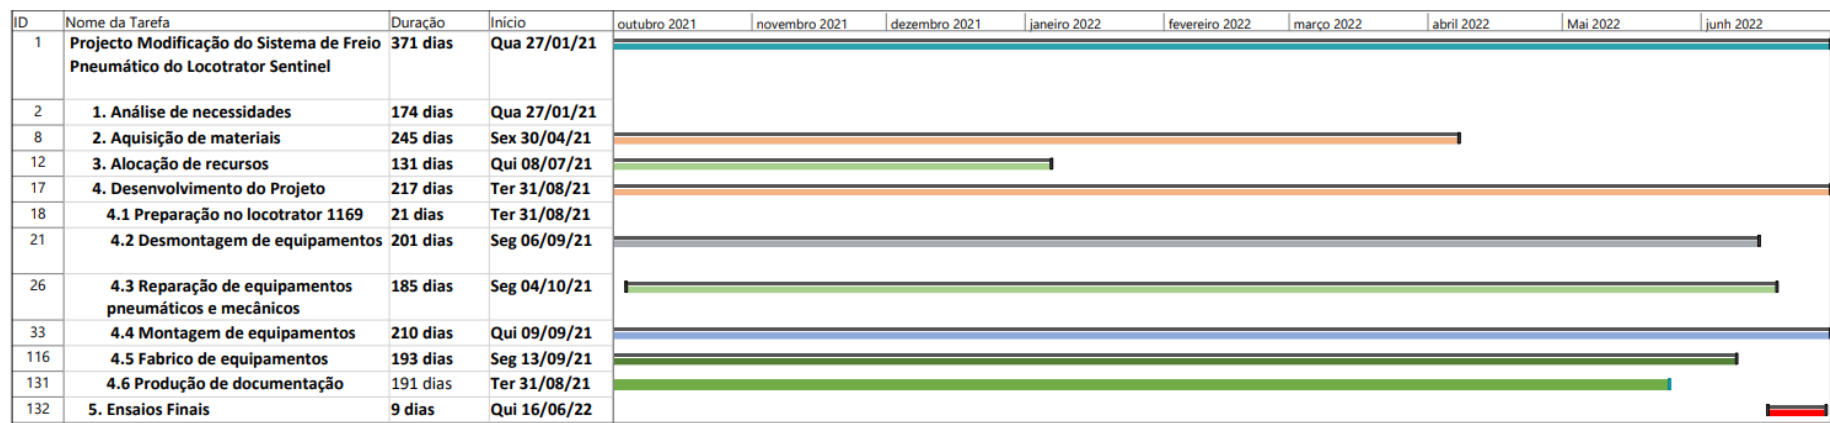 ID Nome da Tarefa Duração Início outubro 2021 novembro 2021 dezembro 2021 janeiro 2022 fevereiro 2022 março 2022 abril 2022 Mai 2022 junh 2022
1 Projecto Modificação do Sistema de Freio 371 dias Qua 27/01/21
Pneumático do Locotrator Sentinel
2 1. Análise de necessidades 174 dias Qua 27/01/21
8 2. Aquisição de materiais 245 dias Sex 30/04/21
12 3. Alocação de recursos 131 dias Qui 08/07/21
17 4. Desenvolvimento do Projeto 217 dias Ter 31/08/21
18 4.1 Preparação no locotrator 1169 21 dias Ter 31/08/21
21 4.2 Desmontagem de equipamentos 201 dias Seg 06/09/21
26 4.3 Reparação de equipamentos 185 dias Seg 04/10/21
pneumáticos e mecânicos
33 4.4 Montagem de equipamentos 210 dias Qui 09/09/21
116 4.5 Fabrico de equipamentos 193 dias Seg 13/09/21
131 4.6 Produção de documentação 191 dias Ter 31/08/21
132 5. Ensaios Finais 9 dias Qui 16/06/22